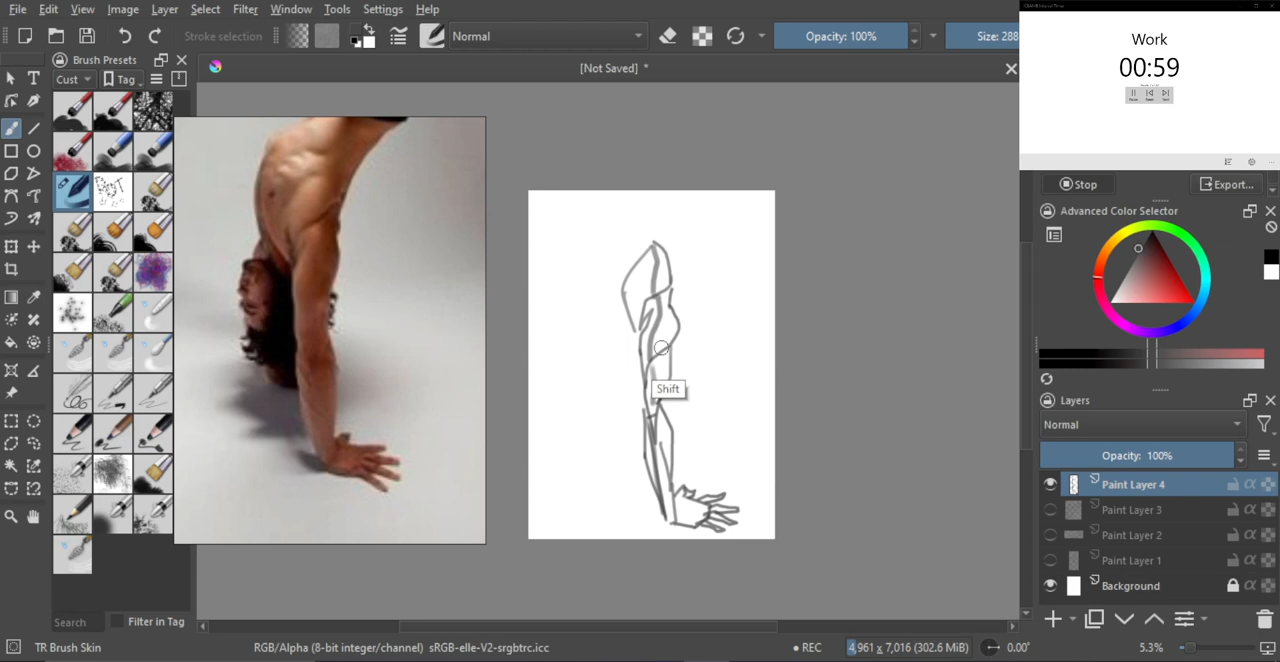 File Edit View Image Layer Select Filter Window Tools Settings Help
Stroke selection
Normal
Opacity: 100%
Size: 288
Brush Presets
Cust
Tag
[Not Saved] *
Work
00:59
Stop
Export...
Advanced Color Selector
Shift
Layers
Normal
Opacity: 100%
Paint Layer 4
Paint Layer 3
Paint Layer 2
Paint Layer 1
Background
Search
Filter in Tag
TR Brush Skin
RGB/Alpha (8-bit integer/channel) sRGB-elle-V2-srgbtrc.icc
REC
4,961 x 7,016 (302.6 MiB)
0.00°
5.3%